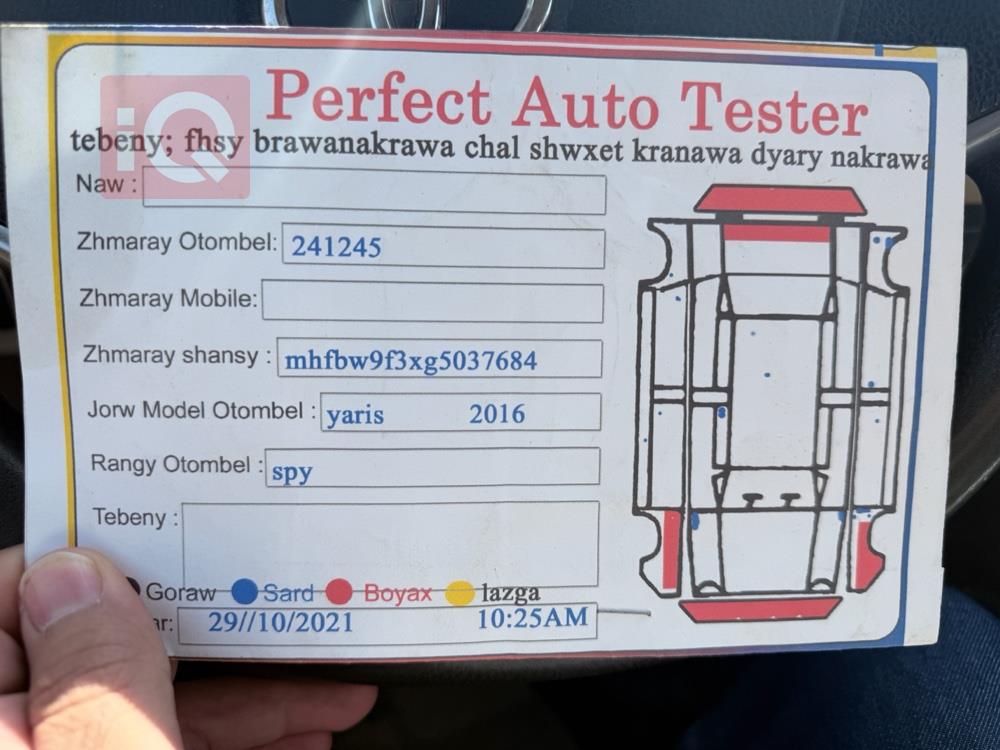 iQ
Perfect Auto Tester
tebeny; fhsy brawanakrawa chal shwxet kranawa dyary nakrawa
Naw :
Zhmaray Otombel: 241245
Zhmaray Mobile:
Zhmaray shansy : mhfbw9f3xg5037684
Jorw Model Otombel : yaris 2016
Rangy Otombel : spy
Tebeny :
Goraw Sard Boyax lazga
ar: 29//10/2021 10:25AM